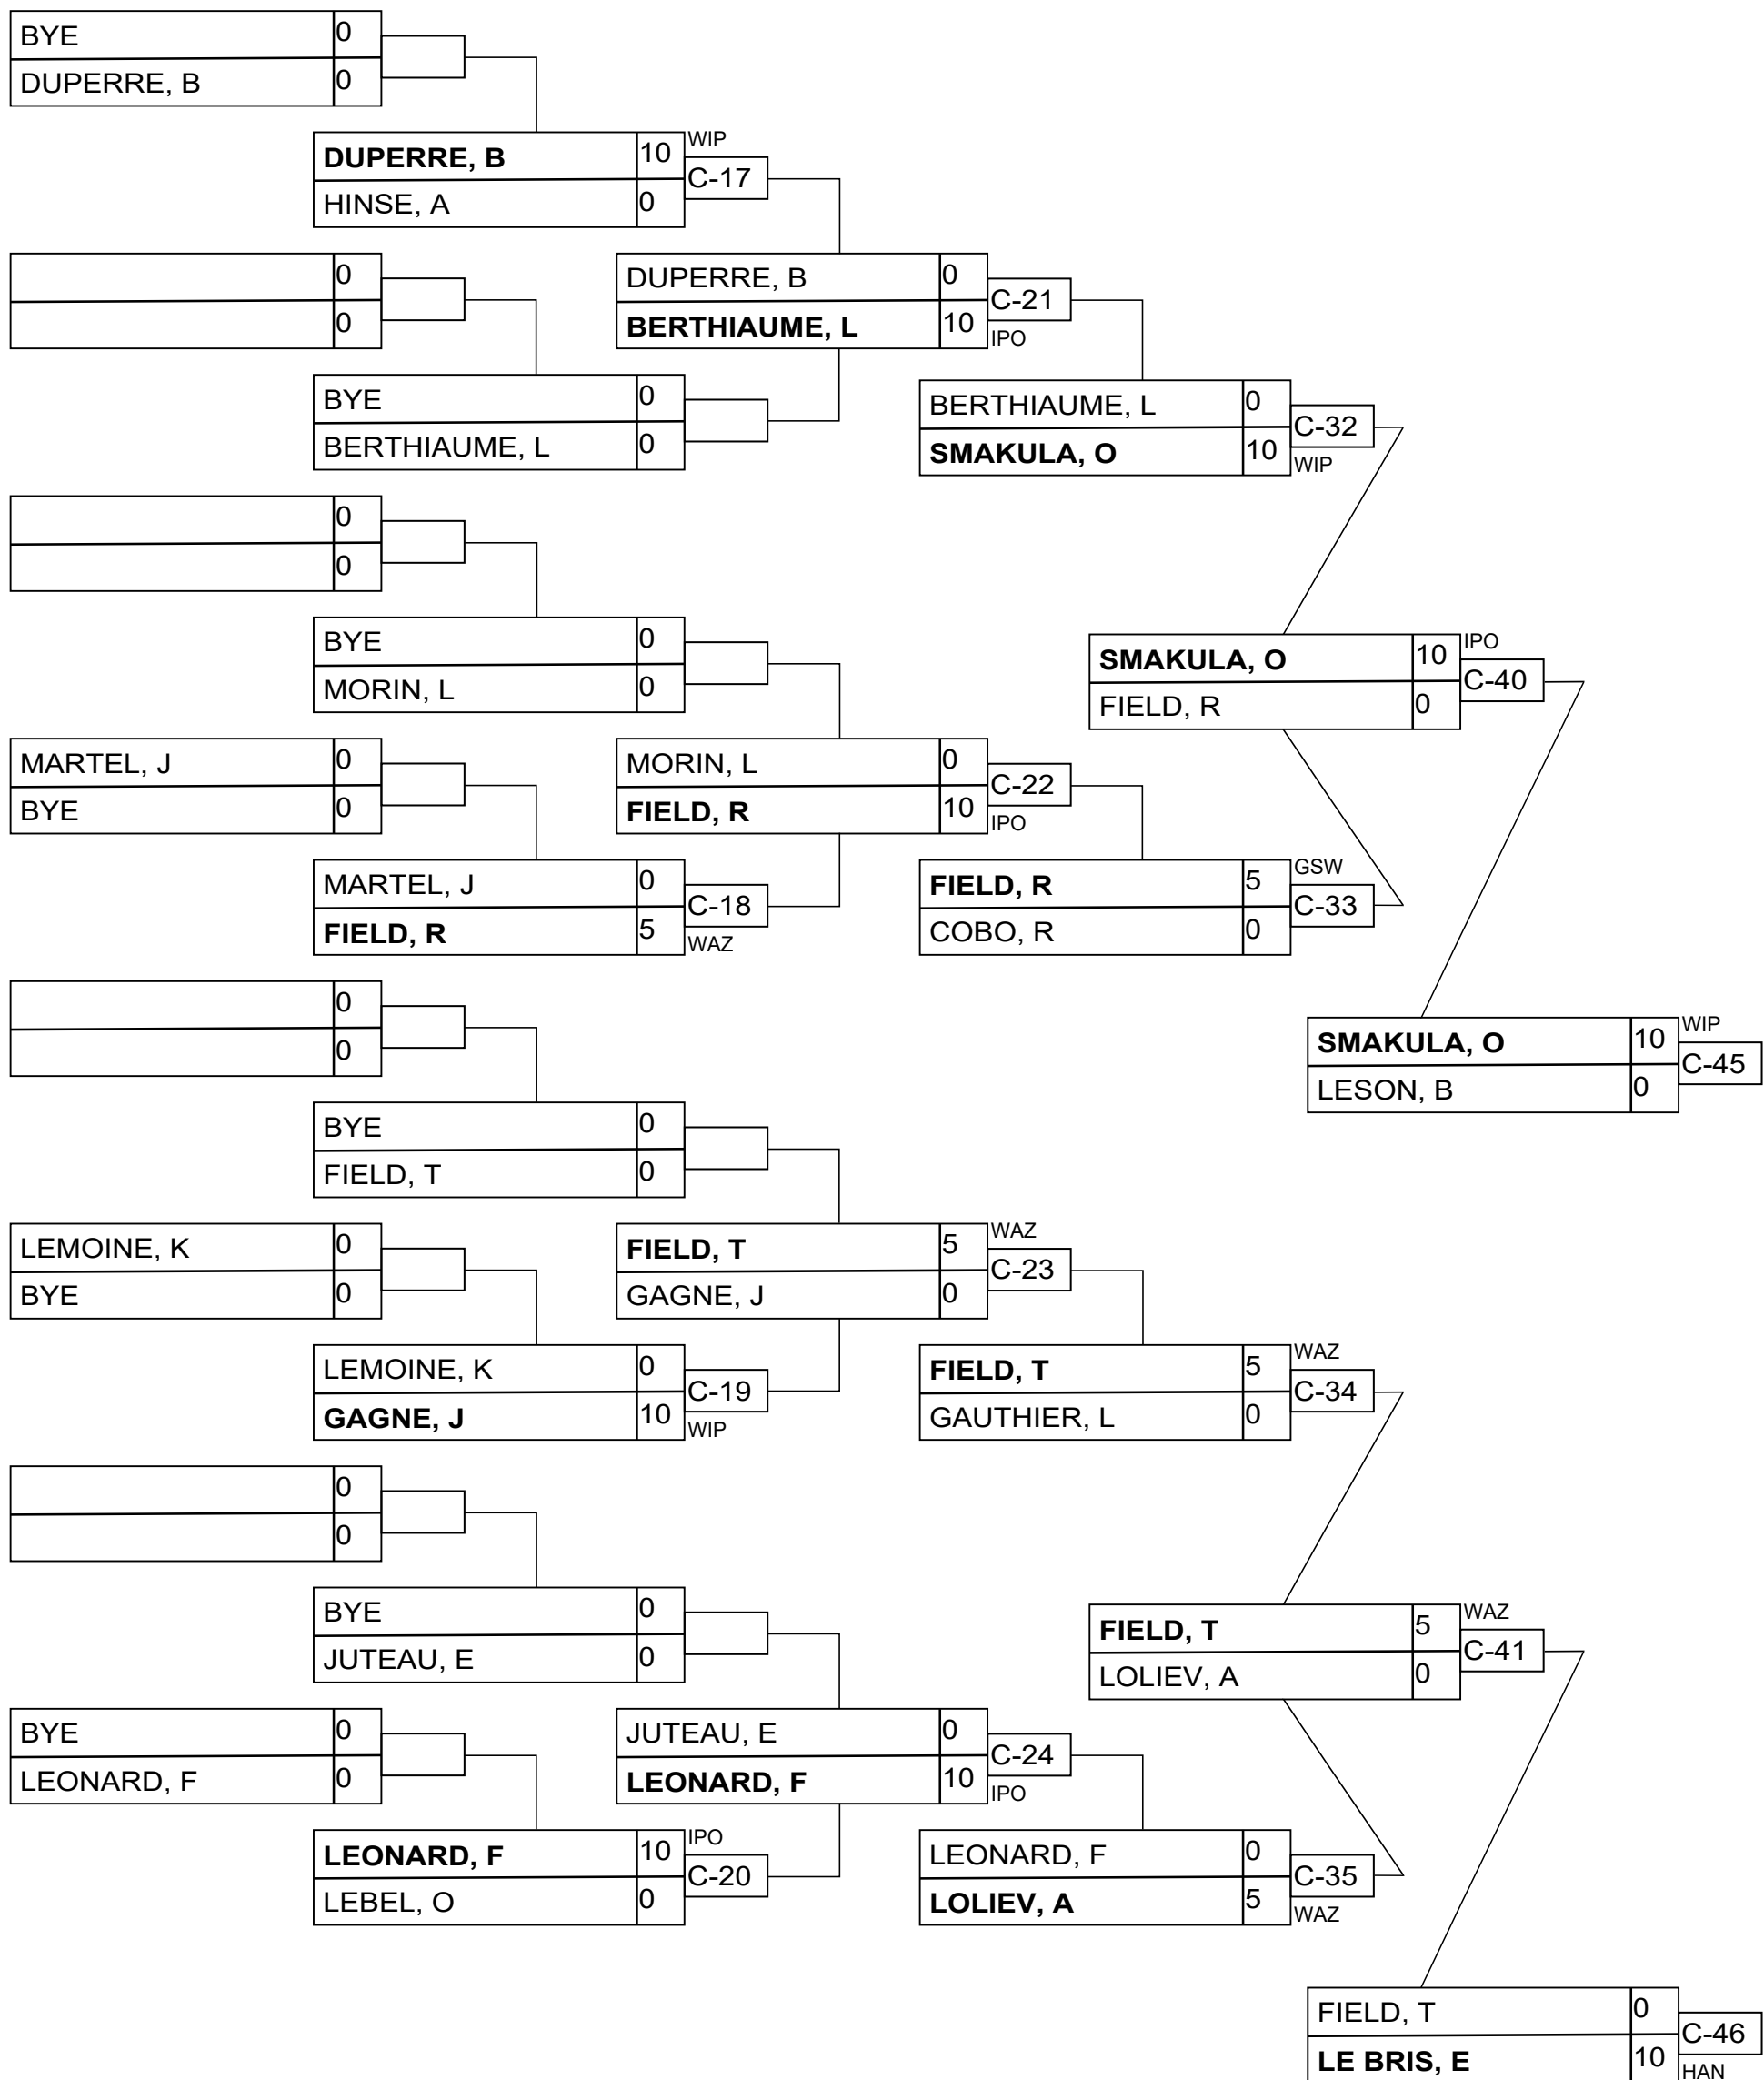 BYE 0
DUPERRE, B 0
DUPERRE, B 10 WIP
C-17
HINSE, A 0
0
0
DUPERRE, B 0
C-21
BERTHIAUME, L 10 IPO
BYE 0
BERTHIAUME, L 0
BERTHIAUME, L 0
C-32
SMAKULA, O 10 WIP
0
0
BYE 0
MORIN, L 0
SMAKULA, O 10 IPO
C-40
FIELD, R 0
MARTEL, J 0
BYE 0
MORIN, L 0
C-22
FIELD, R 10 IPO
MARTEL, J 0
C-18
FIELD, R 5 WAZ
FIELD, R 5 GSW
C-33
COBO, R 0
0
0
SMAKULA, O 10 WIP
C-45
LESON, B 0
BYE 0
FIELD, T 0
LEMOINE, K 0
BYE 0
FIELD, T 5 WAZ
C-23
GAGNE, J 0
LEMOINE, K 0
C-19
GAGNE, J 10 WIP
FIELD, T 5 WAZ
C-34
GAUTHIER, L 0
0
0
BYE 0
JUTEAU, E 0
FIELD, T 5 WAZ
C-41
LOLIEV, A 0
BYE 0
LEONARD, F 0
JUTEAU, E 0
C-24
LEONARD, F 10 IPO
LEONARD, F 10 IPO
C-20
LEBEL, O 0
LEONARD, F 0
C-35
LOLIEV, A 5 WAZ
FIELD, T 0
C-46
LE BRIS, E 10 HAN